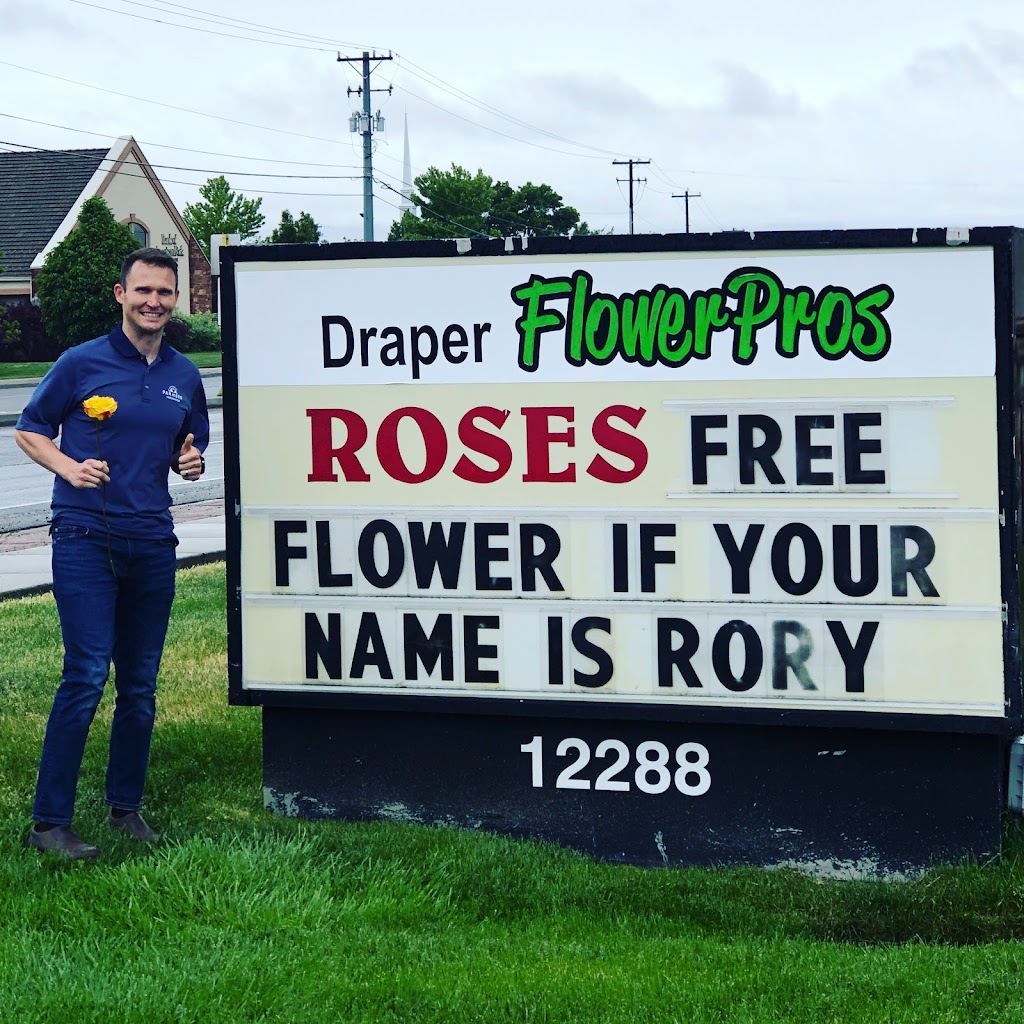 Draper FlowerPros
ROSES FREE
FLOWER IF YOUR
NAME IS RORY
12288